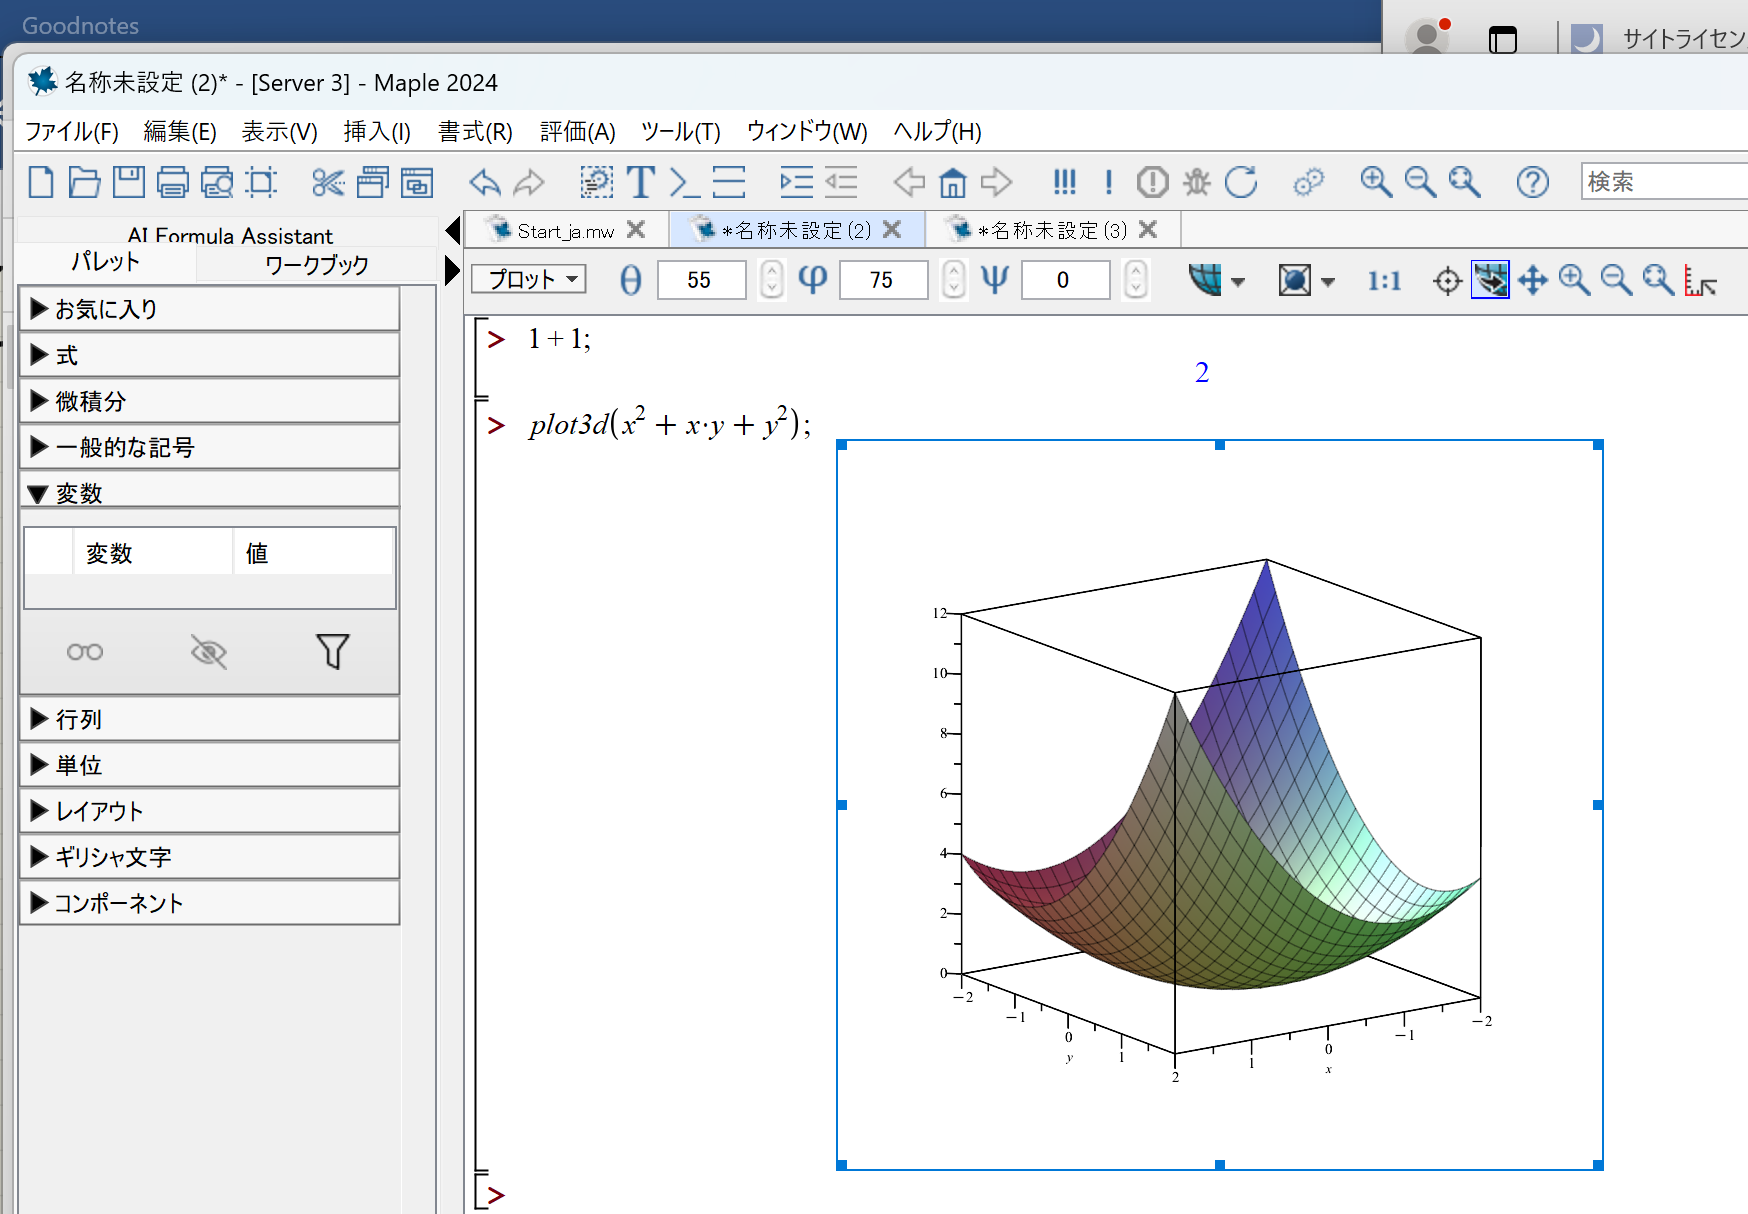 Goodnotes
サイトライセン
名称未設定 (2)* - [Server 3] - Maple 2024
ファイル(F) 編集(E) 表示(V) 挿入(I) 書式(R) 評価(A) ツール(T) ウィンドウ(W) ヘルプ(H)
検索
AI Formula Assistant
パレット ワークブック
Start_ja.mw *名称未設定 (2) *名称未設定 (3)
プロット θ 55 φ 75 ψ 0 1:1
お気に入り
式
微積分
一般的な記号
変数
変数 値
行列
単位
レイアウト
ギリシャ文字
コンポーネント
> 1 + 1;
2
> plot3d(x² + x·y + y²);
12
10
8
6
4
2
0
−2 −1 0 1 2
y
1 0 −1 −2
x
>